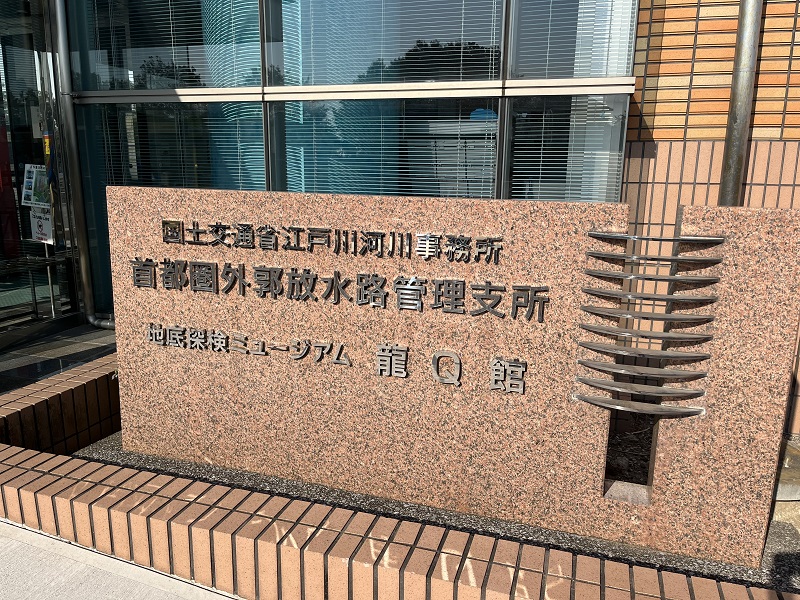 国土交通省江戸川河川事務所
首都圏外郭放水路管理支所
地底探検ミュージアム 龍Q館